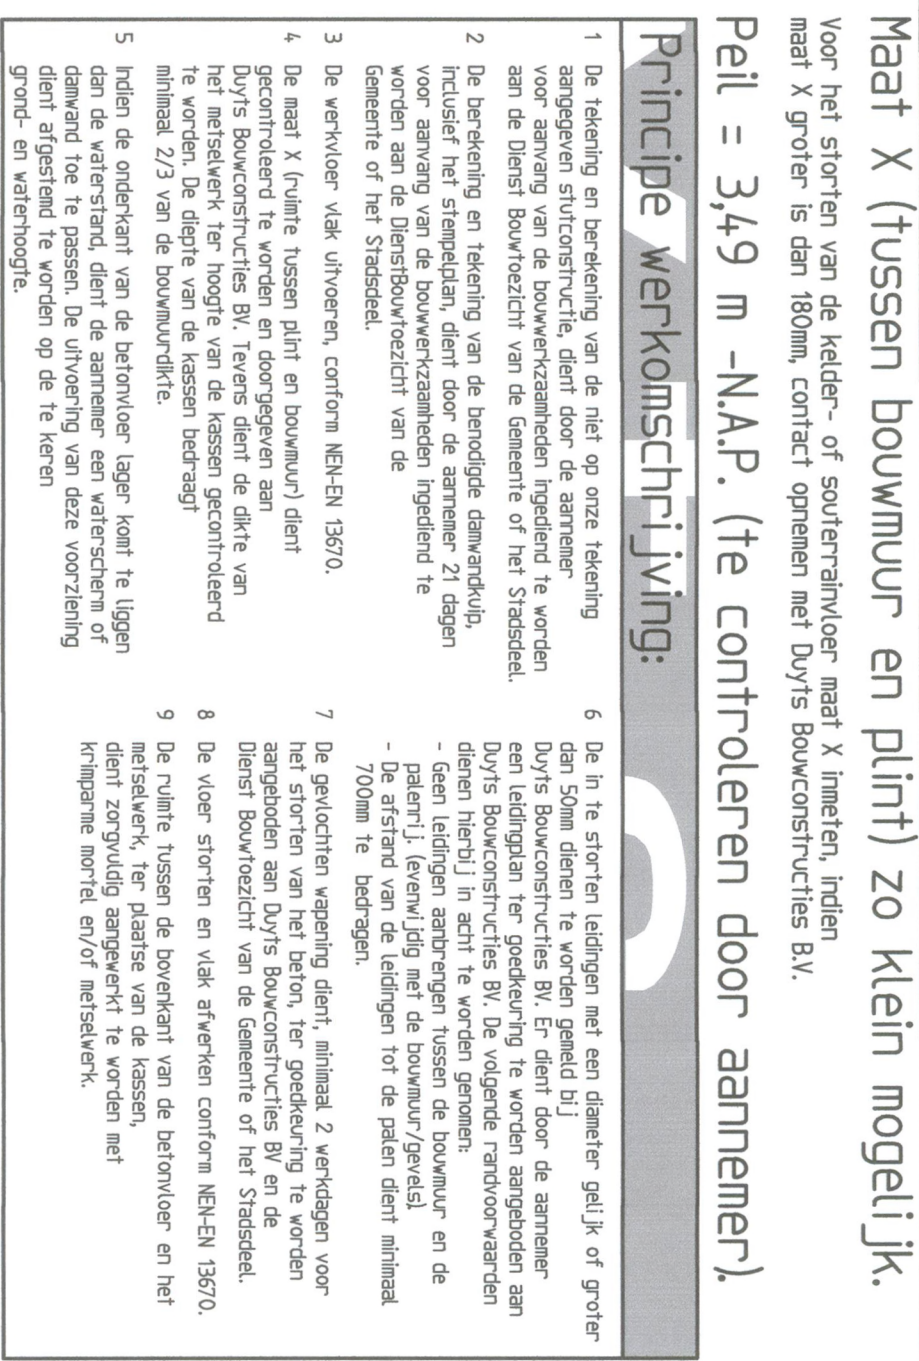 Maat X (tussen bouwmuur en plint) zo klein mogelijk.
Voor het storten van de kelder- of souterrainvloer maat X inmeten, indien
maat X groter is dan 180mm, contact opnemen met Duyts Bouwconstructies B.V.
Peil = 3,49 m -N.A.P. (te controleren door aannemer).
Principe werkomschrijving:
1 De tekening en berekening van de niet op onze tekening
aangegeven stutconstructie, dient door de aannemer
voor aanvang van de bouwwerkzaamheden ingediend te worden
aan de Dienst Bouwtoezicht van de Gemeente of het Stadsdeel.
2 De berekening en tekening van de benodigde damwandkuip,
inclusief het stempelplan, dient door de aannemer 21 dagen
voor aanvang van de bouwwerkzaamheden ingediend te
worden aan de DienstBouwtoezicht van de
Gemeente of het Stadsdeel.
3 De werkvloer vlak uitvoeren, conform NEN-EN 13670.
4 De maat X (ruimte tussen plint en bouwmuur) dient
gecontroleerd te worden en doorgegeven aan
Duyts Bouwconstructies BV. Tevens dient de dikte van
het metselwerk ter hoogte van de kassen gecontroleerd
te worden. De diepte van de kassen bedraagt
minimaal 2/3 van de bouwmuurdikte.
5 Indien de onderkant van de betonvloer lager komt te liggen
dan de waterstand, dient de aannemer een waterscherm of
damwand toe te passen. De uitvoering van deze voorziening
dient afgestemd te worden op de te keren
grond- en waterhoogte.
6 De in te storten leidingen met een diameter gelijk of groter
dan 50mm dienen te worden gemeld bij
Duyts Bouwconstructies BV. Er dient door de aannemer
een leidingplan ter goedkeuring te worden aangeboden aan
Duyts Bouwconstructies BV. De volgende randvoorwaarden
dienen hierbij in acht te worden genomen:
- Geen leidingen aanbrengen tussen de bouwmuur en de
palenrij. (evenwijdig met de bouwmuur/gevels)
- De afstand van de leidingen tot de palen dient minimaal
700mm te bedragen.
7 De gevlochten wapening dient, minimaal 2 werkdagen voor
het storten van het beton, ter goedkeuring te worden
aangeboden aan Duyts Brouwconstructies BV en de
Dienst Bouwtoezicht van de Gemeente of het Stadsdeel.
8 De vloer storten en vlak afwerken conform NEN-EN 13670.
9 De ruimte tussen de bovenkant van de betonvloer en het
metselwerk, ter plaatse van de kassen,
dient zorgvuldig aangewerkt te worden met
krimparme mortel en/of metselwerk.